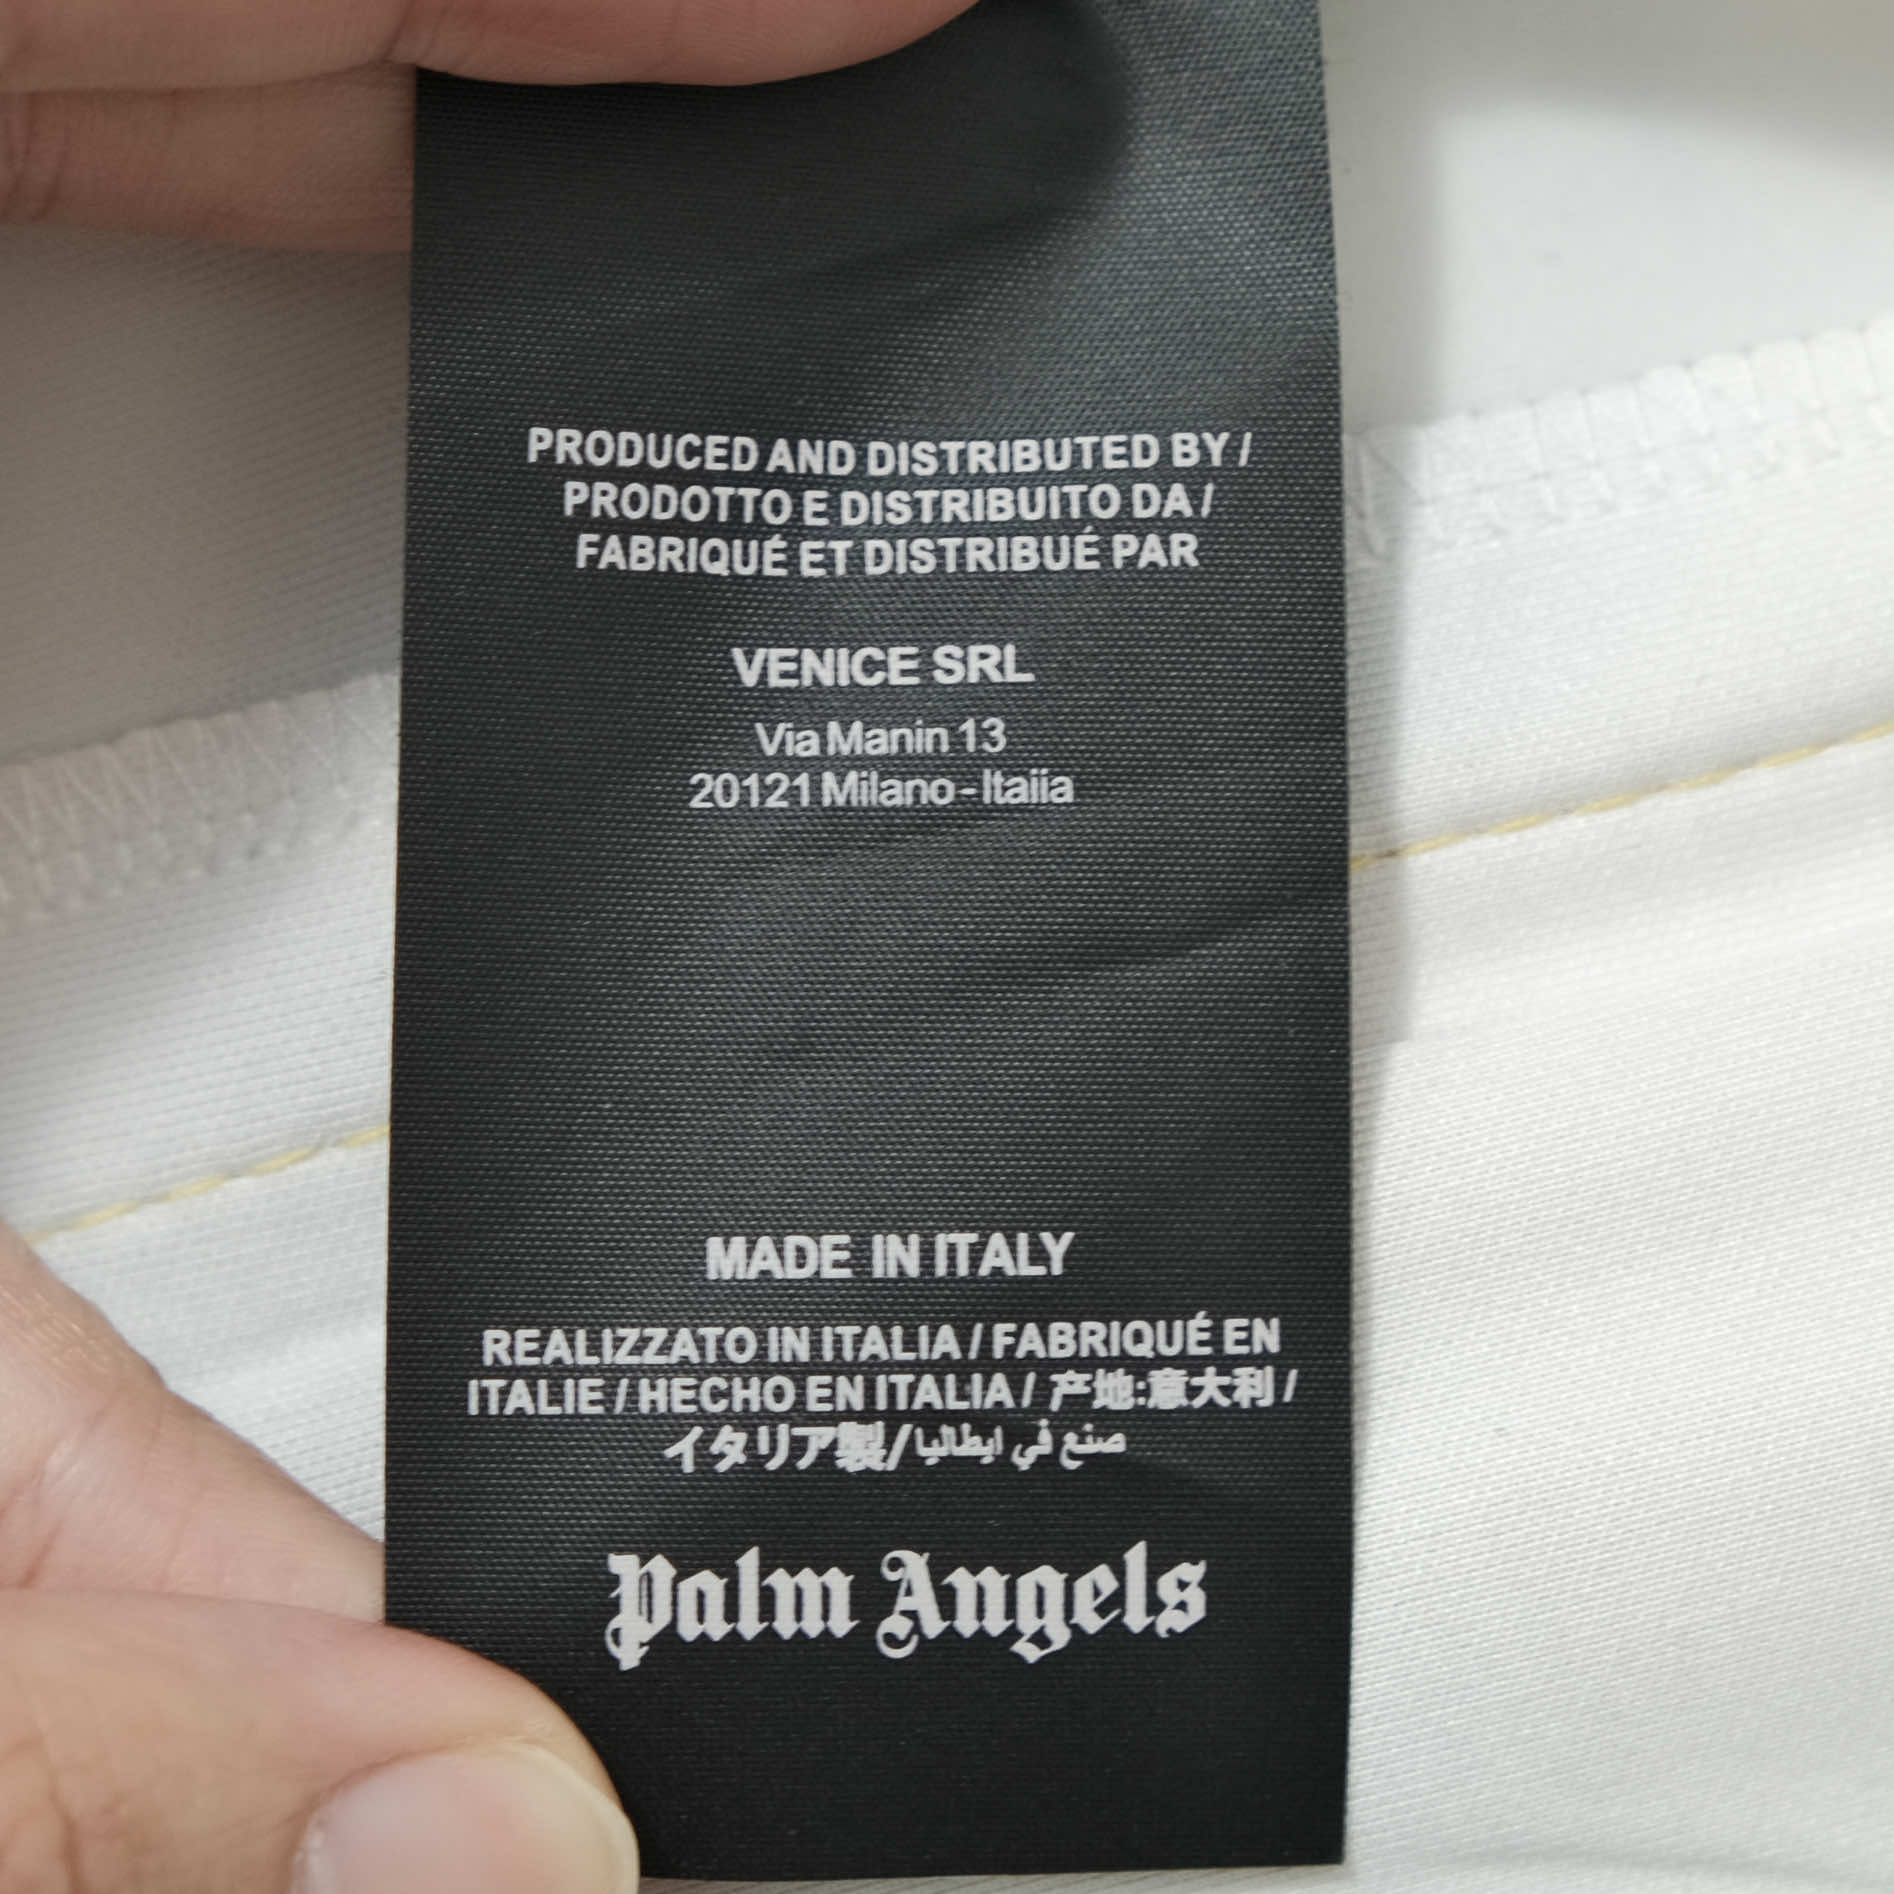 PRODUCED AND DISTRIBUTED BY /
PRODOTTO E DISTRIBUITO DA /
FABRIQUÉ ET DISTRIBUÉ PAR
VENICE SRL
Via Manin 13
20121 Milano - Itaiia
MADE IN ITALY
REALIZZATO IN ITALIA / FABRIQUÉ EN
ITALIE / HECHO EN ITALIA / 产地:意大利 /
イタリア製/صنع في ايطاليا
Palm Angels